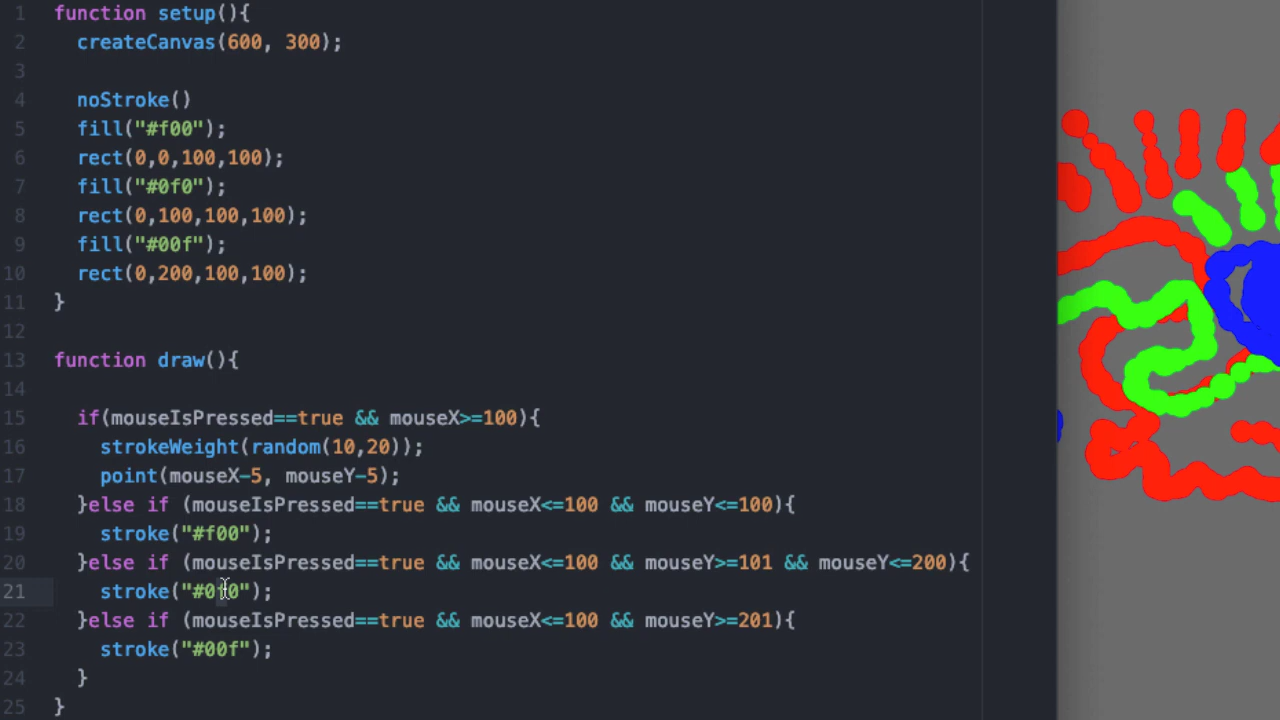 1 function setup(){
2 createCanvas(600, 300);
3
4 noStroke()
5 fill("#f00");
6 rect(0,0,100,100);
7 fill("#0f0");
8 rect(0,100,100,100);
9 fill("#00f");
10 rect(0,200,100,100);
11 }
12
13 function draw(){
14
15 if(mouseIsPressed==true && mouseX>=100){
16 strokeWeight(random(10,20));
17 point(mouseX-5, mouseY-5);
18 }else if (mouseIsPressed==true && mouseX<=100 && mouseY<=100){
19 stroke("#f00");
20 }else if (mouseIsPressed==true && mouseX<=100 && mouseY>=101 && mouseY<=200){
21 stroke("#0f0");
22 }else if (mouseIsPressed==true && mouseX<=100 && mouseY>=201){
23 stroke("#00f");
24 }
25 }